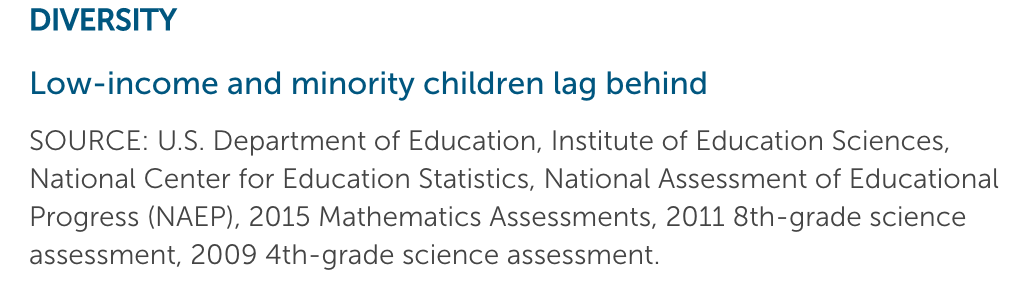 DIVERSITY
Low-income and minority children lag behind
SOURCE: U.S. Department of Education, Institute of Education Sciences,
National Center for Education Statistics, National Assessment of Educational
Progress (NAEP), 2015 Mathematics Assessments, 2011 8th-grade science
assessment, 2009 4th-grade science assessment.